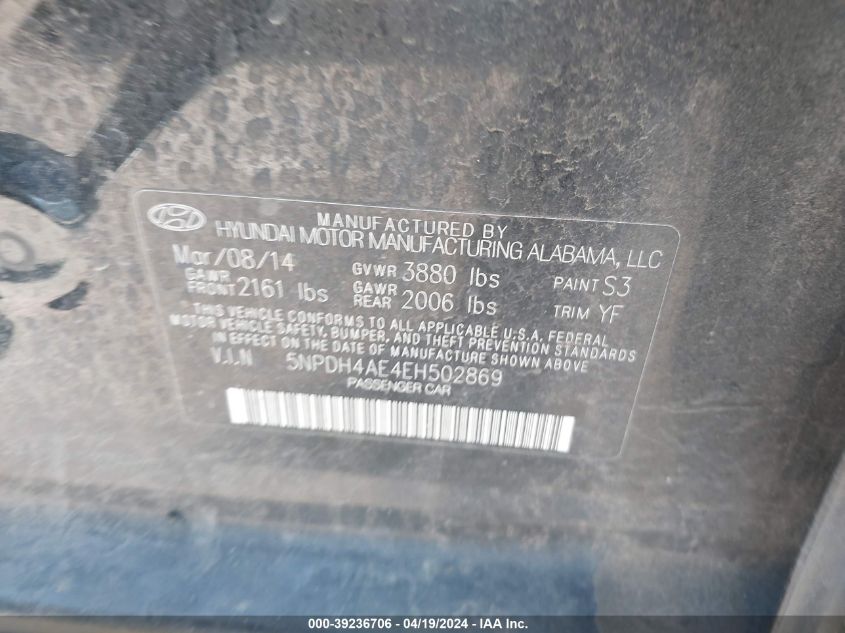 MANUFACTURED BY
HYUNDAI MOTOR MANUFACTURING ALABAMA, LLC
Mar/08/14 GVWR 3880 lbs PAINT S3
GAWR FRONT 2161 lbs GAWR REAR 2006 lbs TRIM YF
THIS VEHICLE CONFORMS TO ALL APPLICABLE U.S.A. FEDERAL
MOTOR VEHICLE SAFETY, BUMPER, AND THEFT PREVENTION STANDARDS
IN EFFECT ON THE DATE OF MANUFACTURE SHOWN ABOVE
V.I.N 5NPDH4AE4EH502869
PASSENGER CAR
000-39236706 - 04/19/2024 - IAA Inc.